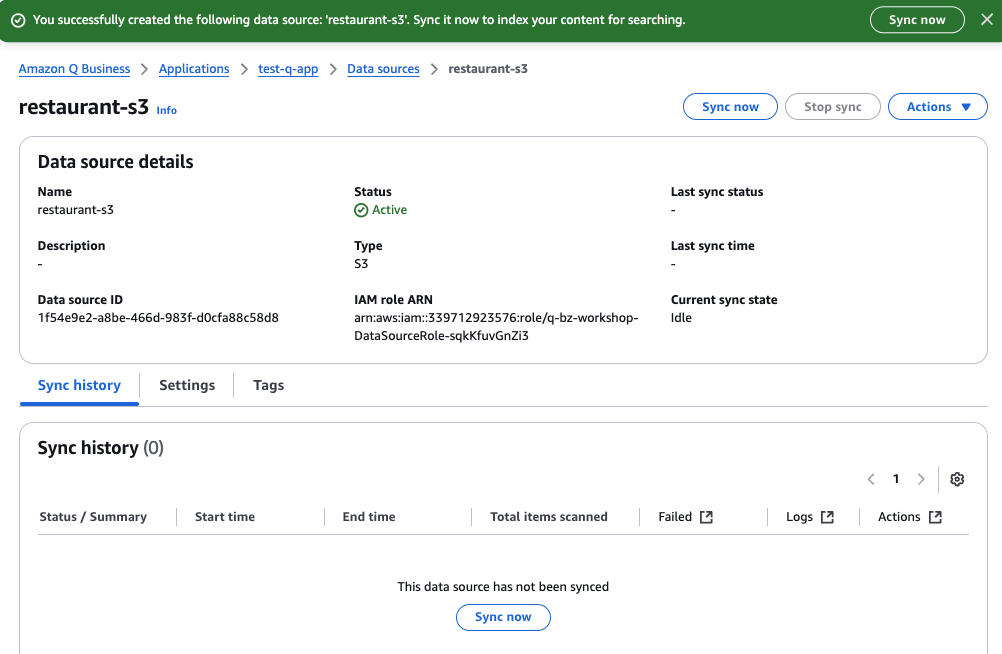 You successfully created the following data source: 'restaurant-s3'. Sync it now to index your content for searching.
Sync now
Amazon Q Business
Applications
test-q-app
Data sources
restaurant-s3
restaurant-s3 Info
Sync now
Stop sync
Actions
Data source details
Name
restaurant-s3
Status
Active
Last sync status
-
Description
-
Type
S3
Last sync time
-
Data source ID
1f54e9e2-a8be-466d-983f-d0cfa88c58d8
IAM role ARN
arn:aws:iam::339712923576:role/q-bz-workshop-
DataSourceRole-sqkKfuvGnZi3
Current sync state
Idle
Sync history
Settings
Tags
Sync history (0)
1
Status / Summary
Start time
End time
Total items scanned
Failed
Logs
Actions
This data source has not been synced
Sync now